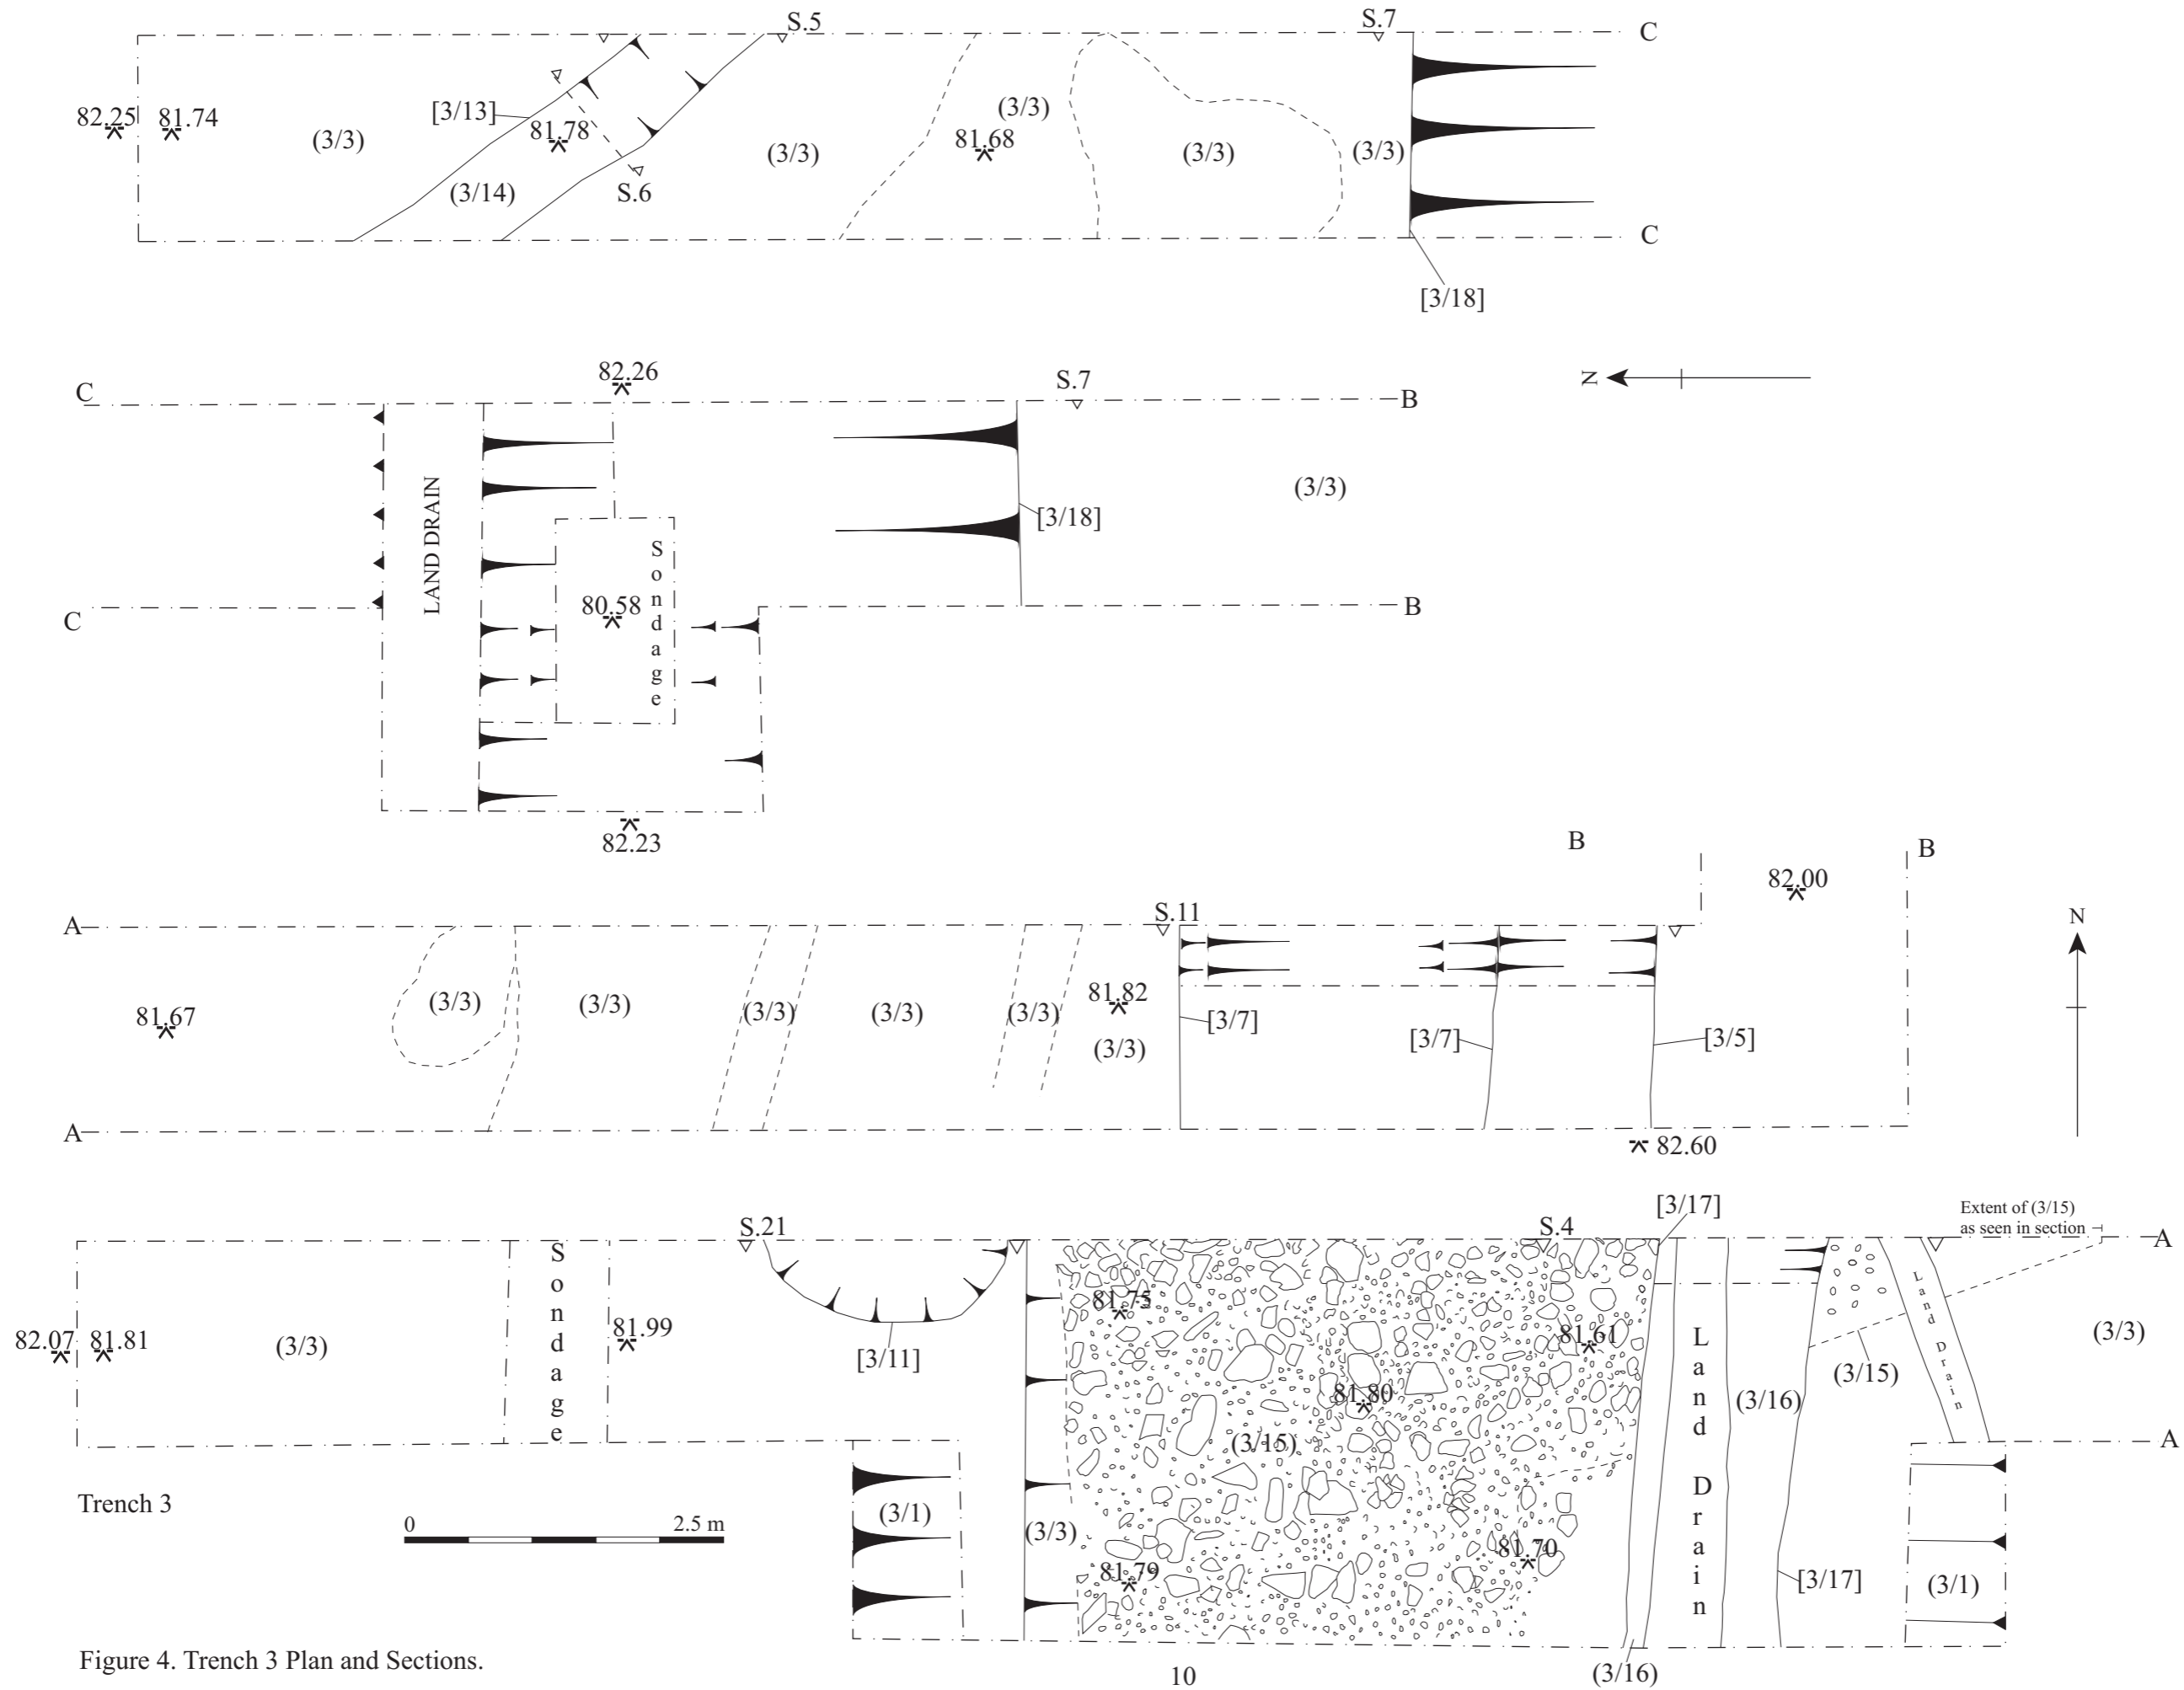 S.5
S.7
C
82.25
81.74
(3/3)
[3/13]
81.78
(3/14)
S.6
(3/3)
(3/3)
81.68
(3/3)
(3/3)
C
[3/18]
C
82.26
S.7
B
N
LAND DRAIN
Sondage
80.58
[3/18]
(3/3)
C
B
82.23
B
B
82.00
A
S.11
N
81.67
(3/3)
(3/3)
(3/3)
(3/3)
(3/3)
81.82
(3/3)
[3/7]
[3/7]
[3/5]
A
82.60
S.21
S.4
[3/17]
Extent of (3/15)
as seen in section
A
82.07
81.81
(3/3)
Sondage
81.99
[3/11]
81.75
81.61
81.80
(3/15)
Land Drain
(3/16)
(3/15)
Land Drain
(3/3)
A
Trench 3
0
2.5 m
(3/1)
(3/3)
81.79
81.70
[3/17]
(3/1)
(3/16)
Figure 4. Trench 3 Plan and Sections.
10